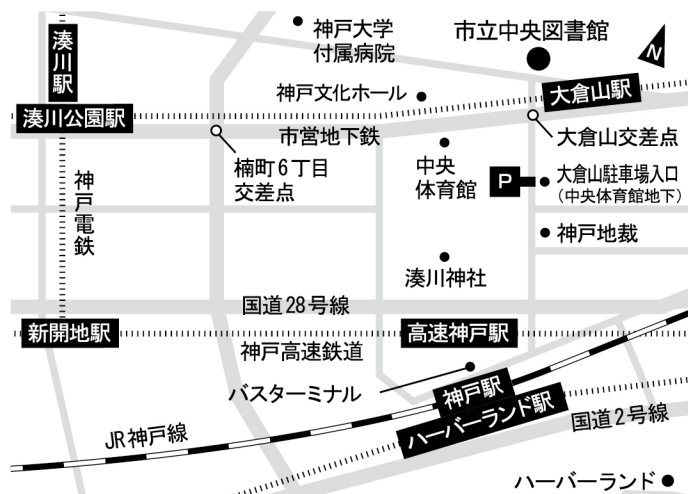 湊川駅
神戸大学
付属病院
市立中央図書館
N
神戸文化ホール
大倉山駅
湊川公園駅
市営地下鉄
大倉山交差点
楠町6丁目
交差点
中央
体育館
P
大倉山駐車場入口
(中央体育館地下)
神戸電鉄
神戸地裁
湊川神社
国道28号線
新開地駅
高速神戸駅
神戸高速鉄道
バスターミナル
神戸駅
ハーバーランド駅
国道2号線
JR神戸線
ハーバーランド